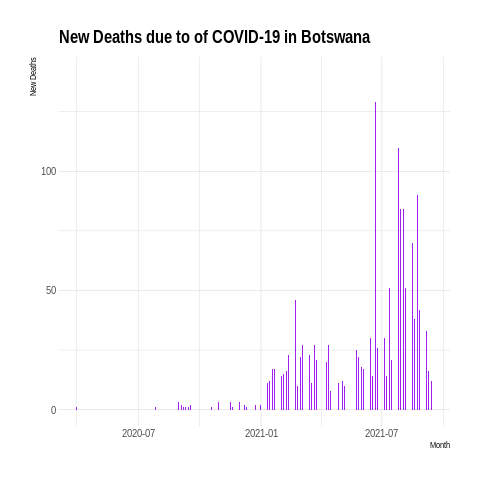 New Deaths due to of COVID-19 in Botswana
New Deaths
100
50
0
2020-07
2021-01
2021-07
Month